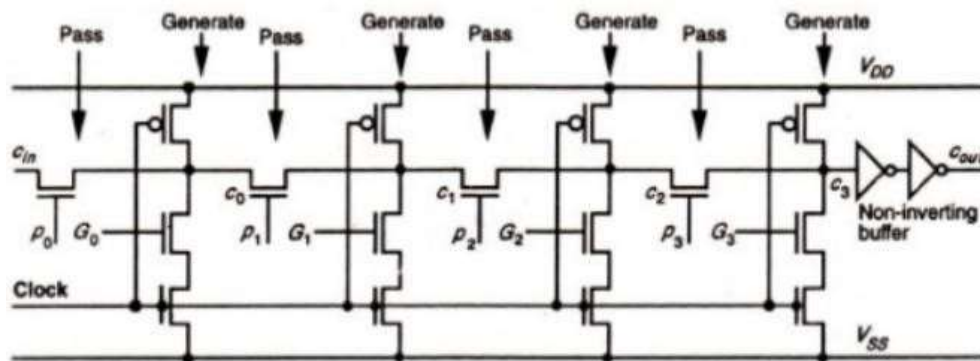 Generate Generate Generate Generate
Pass Pass Pass Pass
V_DD
c_in c_out
c_0 c_1 c_2 c_3
Non-inverting
buffer
p_0 G_0 p_1 G_1 p_2 G_2 p_3 G_3
Clock
V_SS